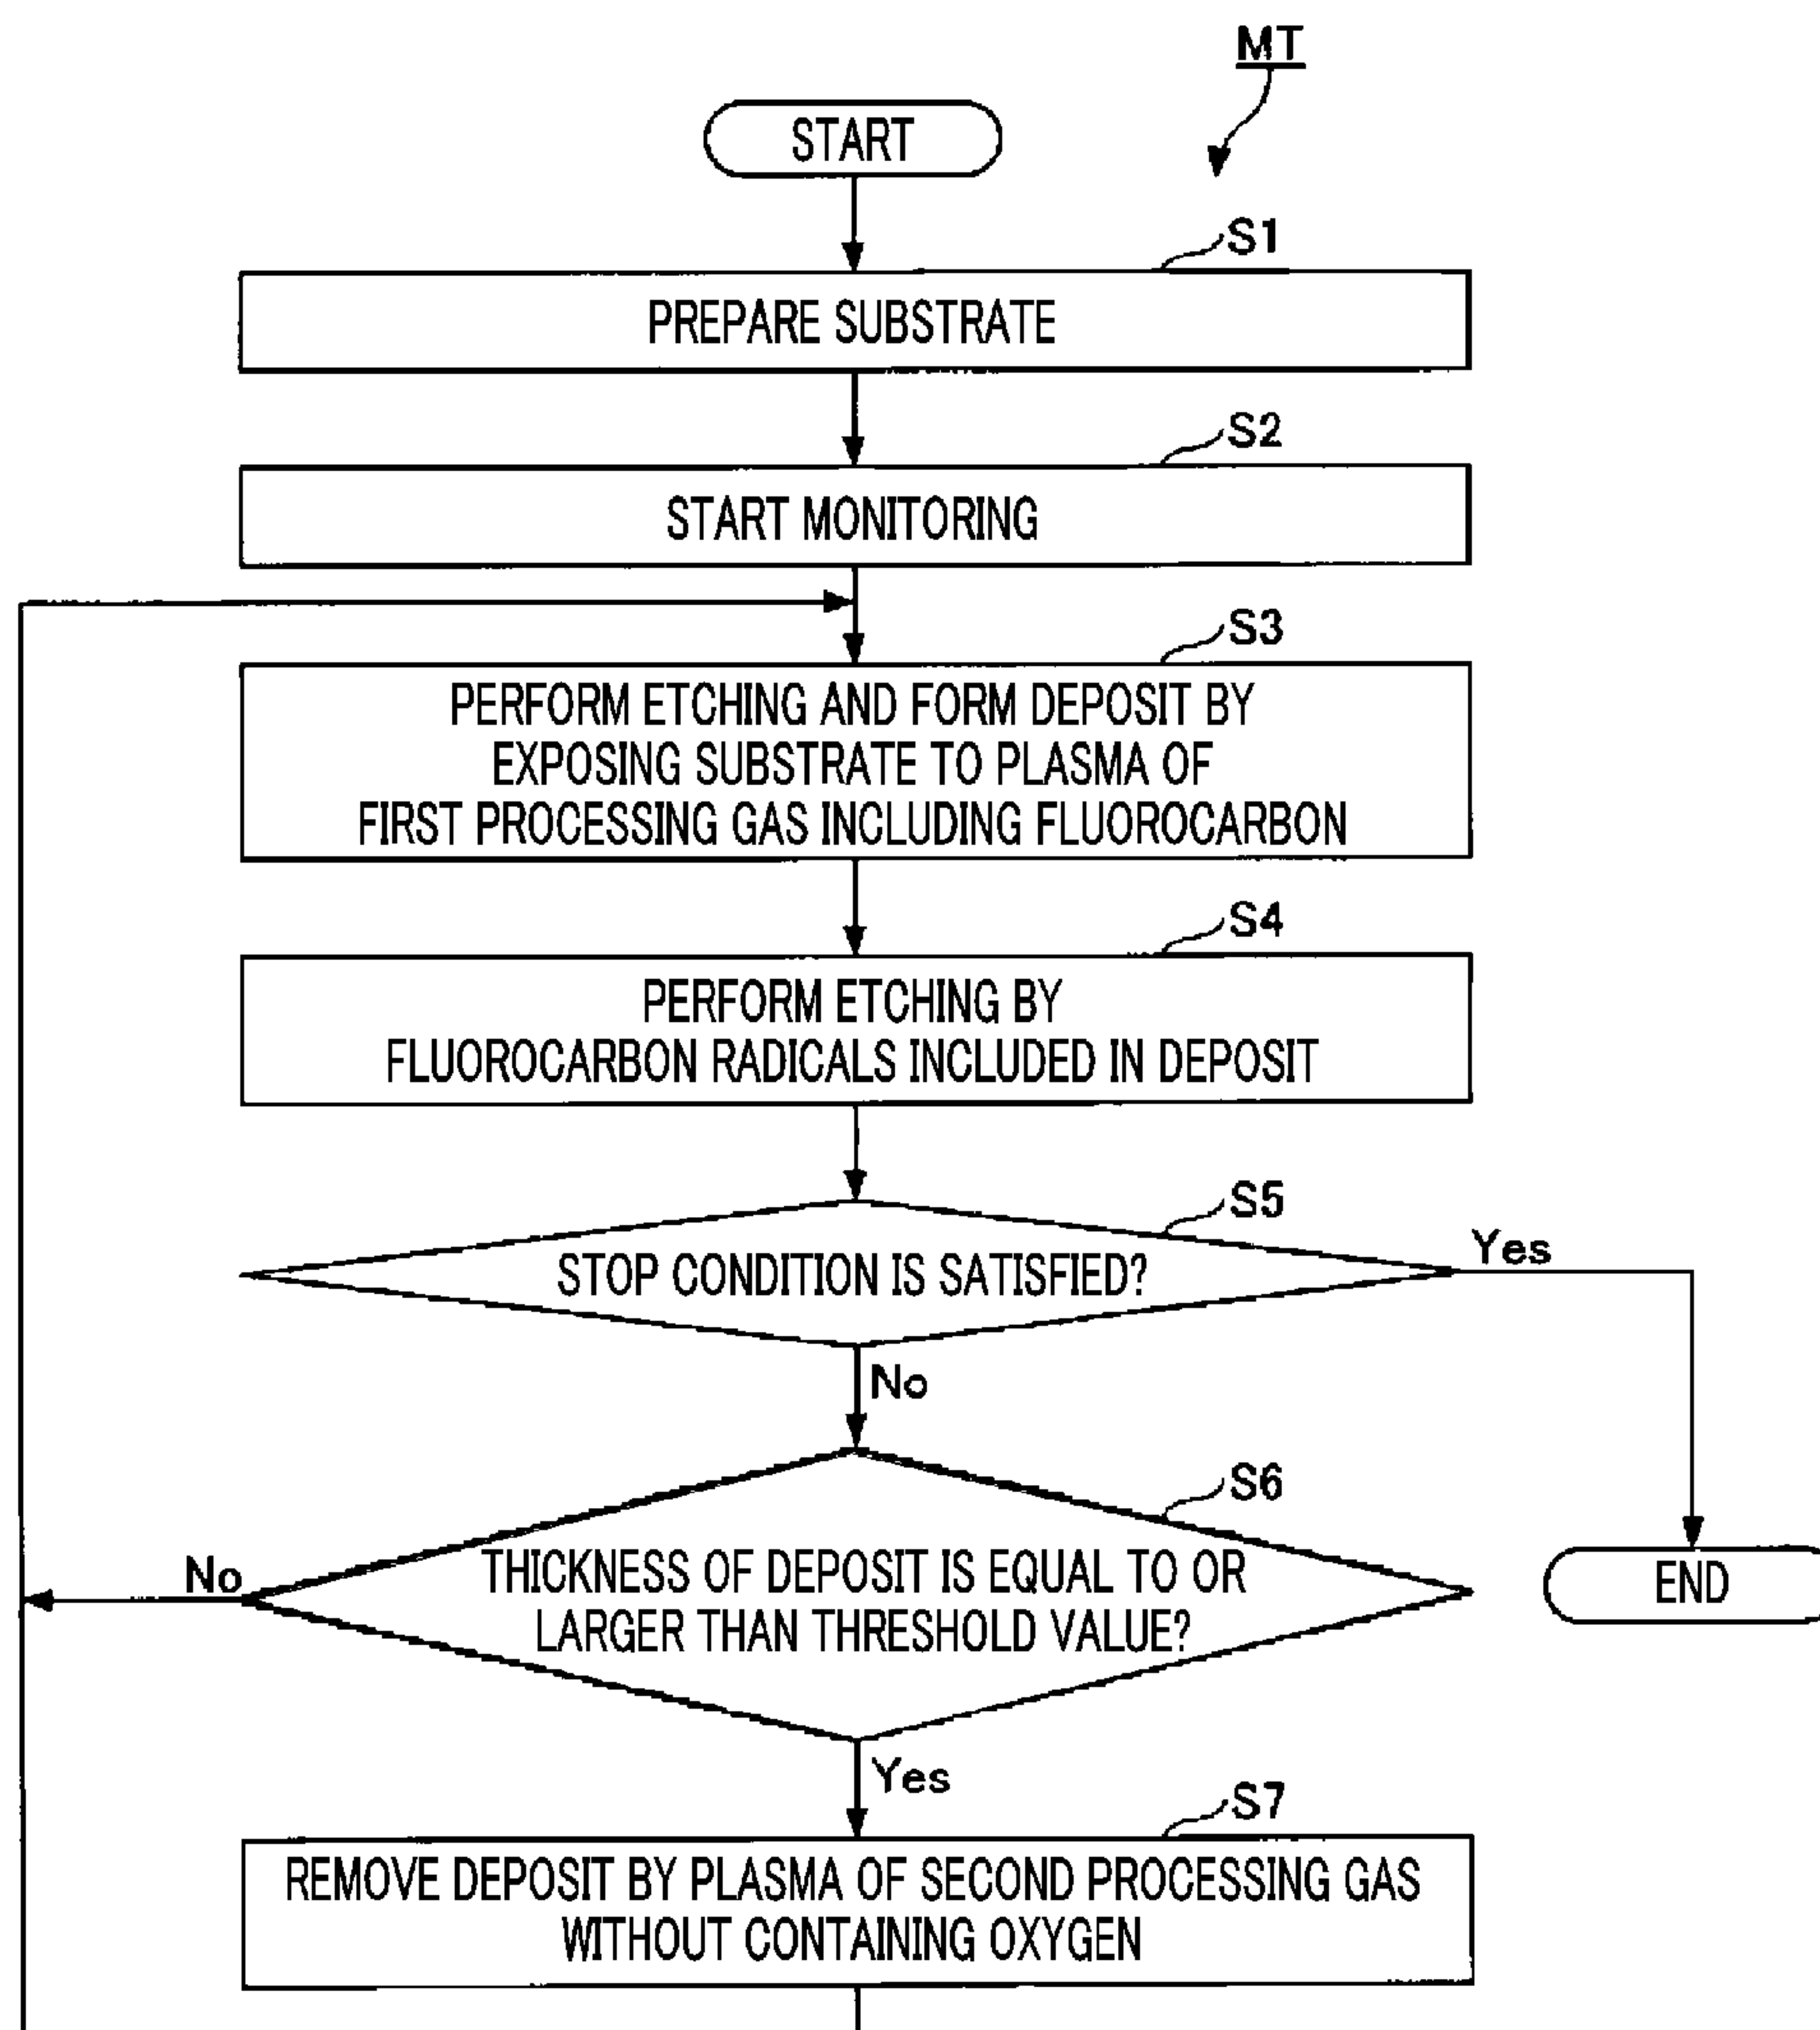 MT
START
S1
PREPARE SUBSTRATE
S2
START MONITORING
S3
PERFORM ETCHING AND FORM DEPOSIT BY
EXPOSING SUBSTRATE TO PLASMA OF
FIRST PROCESSING GAS INCLUDING FLUOROCARBON
S4
PERFORM ETCHING BY
FLUOROCARBON RADICALS INCLUDED IN DEPOSIT
S5
STOP CONDITION IS SATISFIED?
Yes
No
S6
THICKNESS OF DEPOSIT IS EQUAL TO OR
LARGER THAN THRESHOLD VALUE?
No
END
Yes
S7
REMOVE DEPOSIT BY PLASMA OF SECOND PROCESSING GAS
WITHOUT CONTAINING OXYGEN